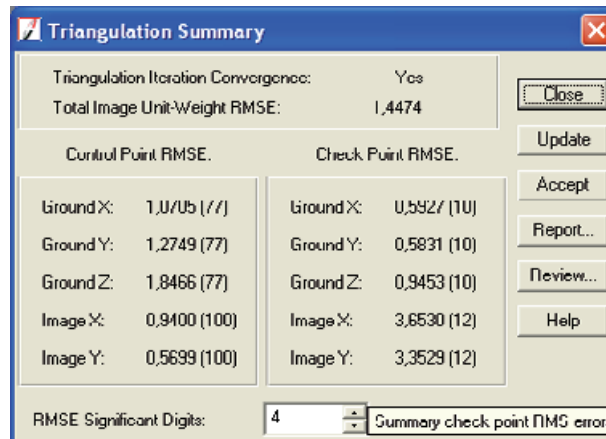 Triangulation Summary
Triangulation Iteration Convergence: Yes
Total Image Unit-Weight RMSE: 1,4474
Close
Update
Accept
Report...
Review...
Help
Control Point RMSE.
Ground X: 1,0705 (77)
Ground Y: 1,2749 (77)
Ground Z: 1,8466 (77)
Image X: 0,9400 (100)
Image Y: 0,5699 (100)
Check Point RMSE.
Ground X: 0,5927 (10)
Ground Y: 0,5831 (10)
Ground Z: 0,9453 (10)
Image X: 3,6530 (12)
Image Y: 3,3529 (12)
RMSE Significant Digits: 4
Summary check point RMS error